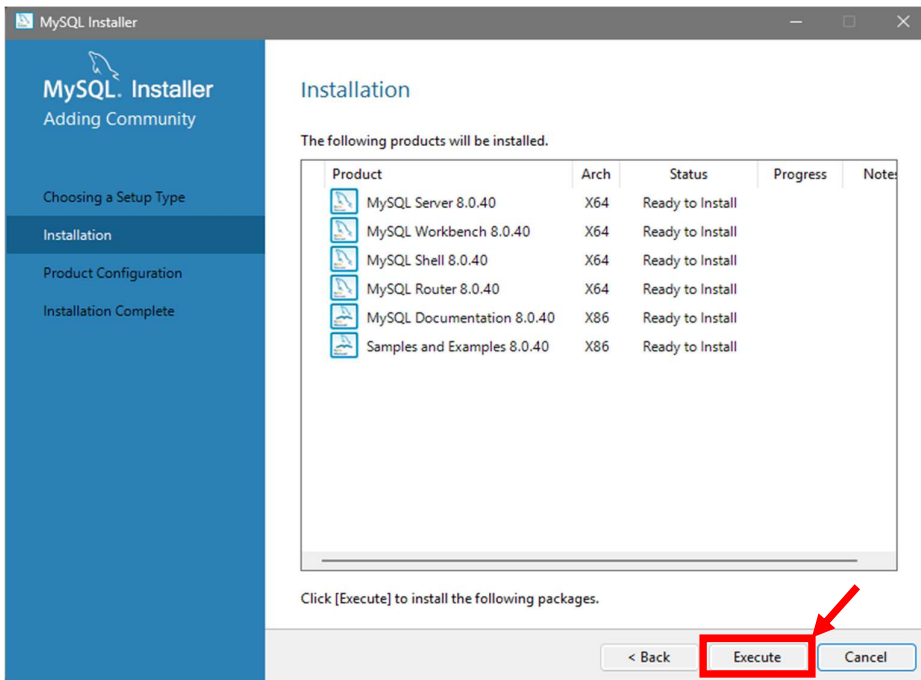 MySQL Installer
MySQL. Installer
Adding Community
Choosing a Setup Type
Installation
Product Configuration
Installation Complete
Installation
The following products will be installed.
Product Arch Status Progress Notes
MySQL Server 8.0.40 X64 Ready to Install
MySQL Workbench 8.0.40 X64 Ready to Install
MySQL Shell 8.0.40 X64 Ready to Install
MySQL Router 8.0.40 X64 Ready to Install
MySQL Documentation 8.0.40 X86 Ready to Install
Samples and Examples 8.0.40 X86 Ready to Install
Click [Execute] to install the following packages.
< Back Execute Cancel